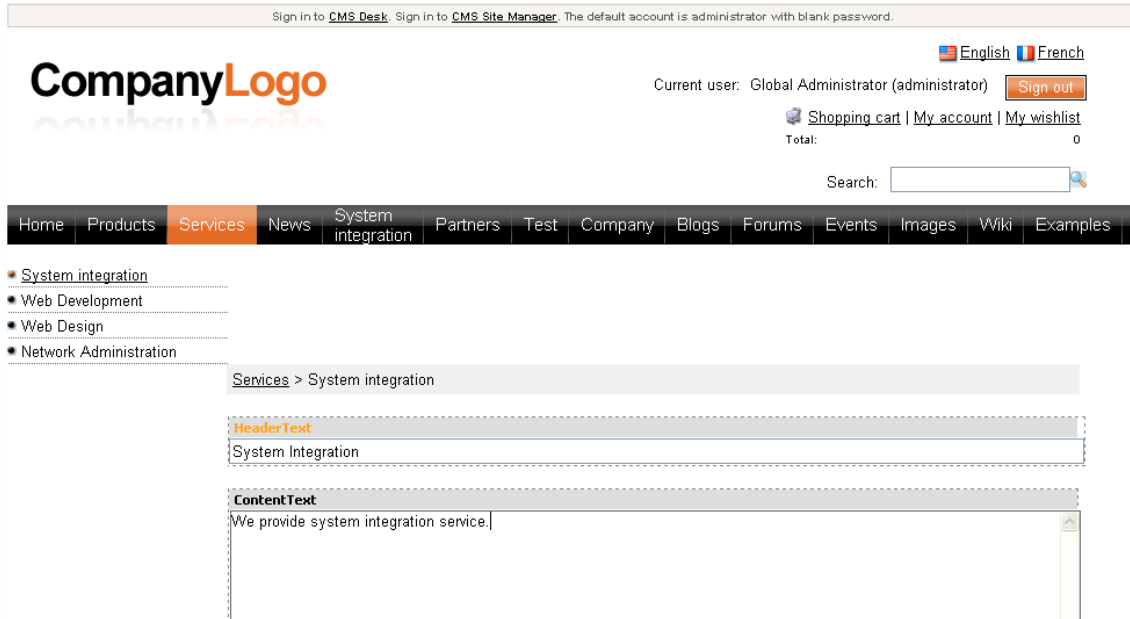 Sign in to CMS Desk. Sign in to CMS Site Manager. The default account is administrator with blank password.
English French
CompanyLogo
Current user: Global Administrator (administrator) Sign out
Shopping cart | My account | My wishlist
Total: 0
Search:
Home Products Services News System integration Partners Test Company Blogs Forums Events Images Wiki Examples
System integration
Web Development
Web Design
Network Administration
Services > System integration
HeaderText
System Integration
ContentText
We provide system integration service.